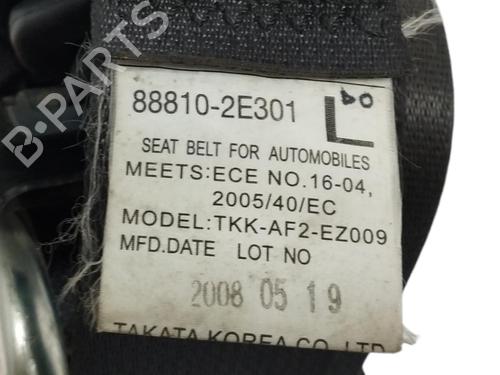 B-PARTS
88810-2E301
L
SEAT BELT FOR AUTOMOBILES
MEETS:ECE NO.16-04,
2005/40/EC
MODEL:TKK-AF2-EZ009
MFD.DATE LOT NO
2008 05 19
TAKATA KOREA CO.,LTD